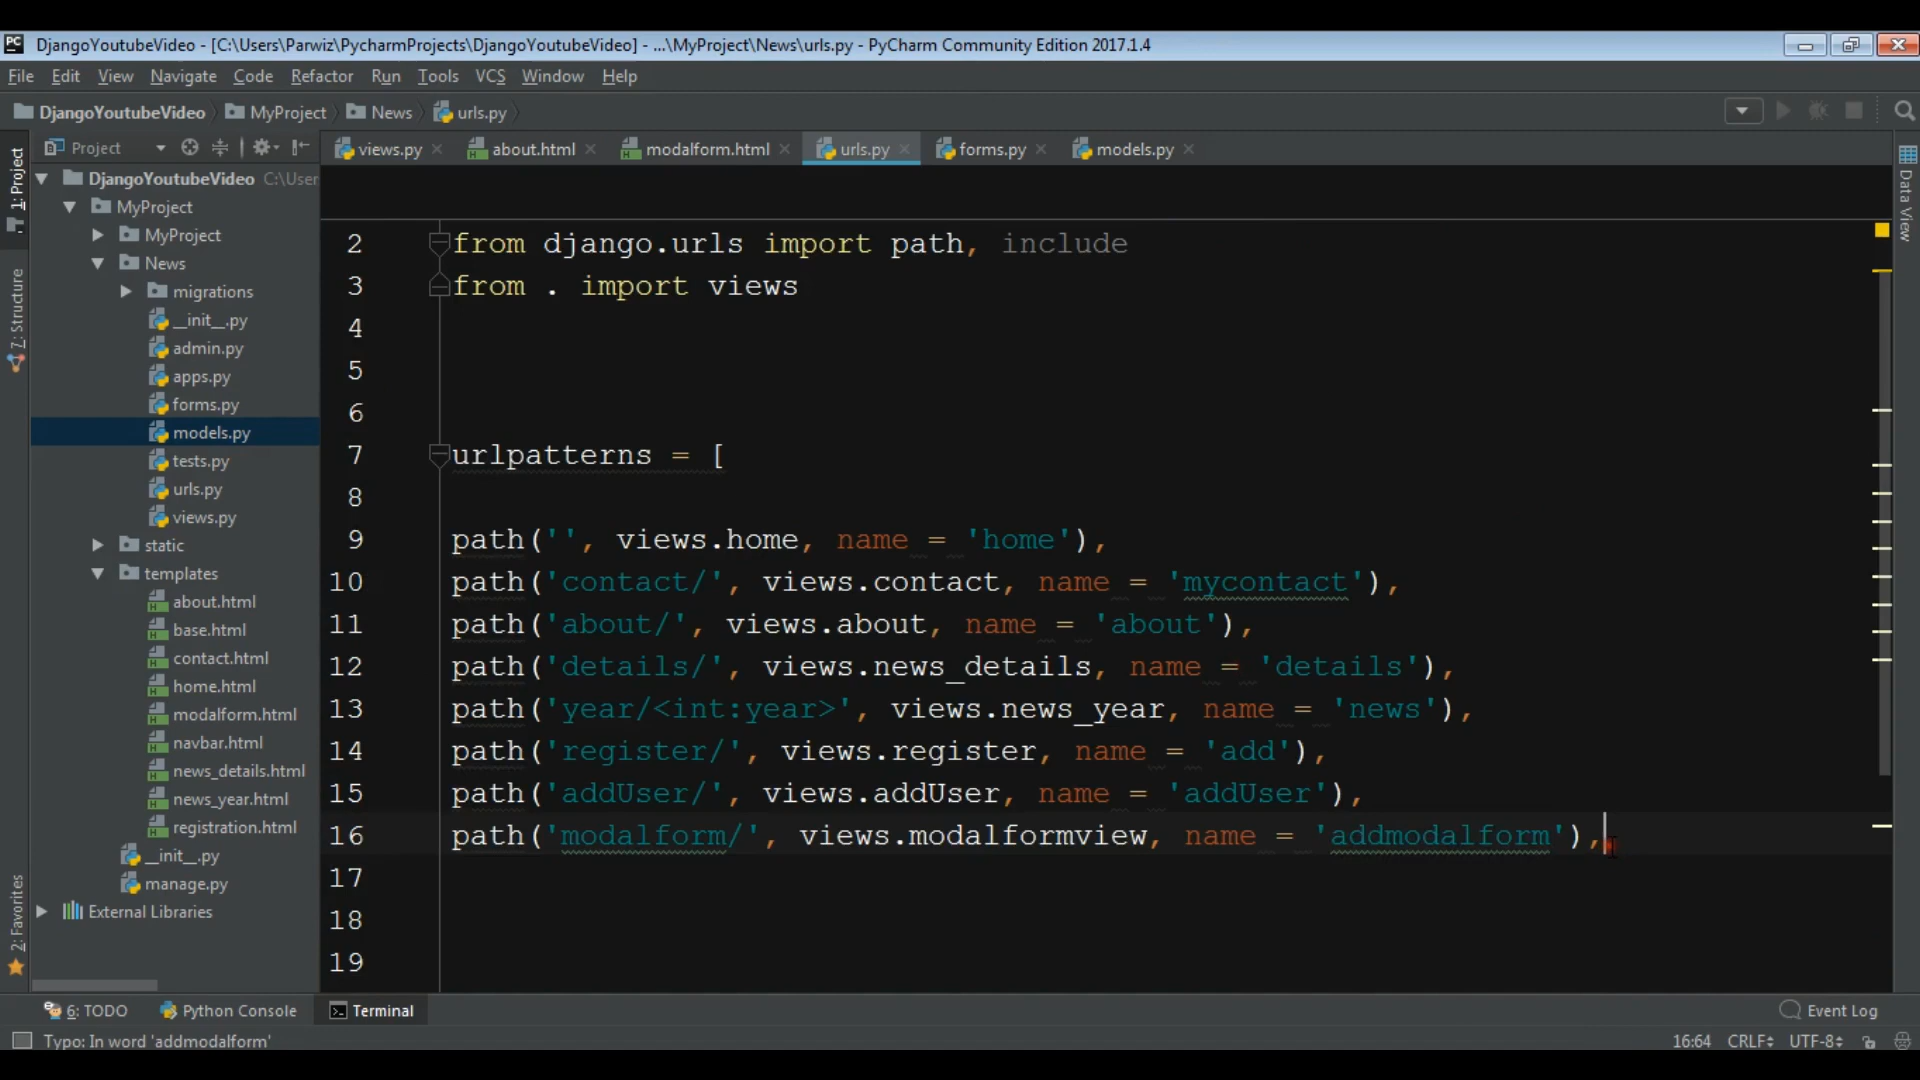 PC DjangoYoutubeVideo - [C:\Users\Parwiz\PycharmProjects\DjangoYoutubeVideo] - ...\MyProject\News\urls.py - PyCharm Community Edition 2017.1.4
File Edit View Navigate Code Refactor Run Tools VCS Window Help
DjangoYoutubeVideo MyProject News urls.py
Project
views.py about.html modalform.html urls.py forms.py models.py
1: Project
7: Structure
2: Favorites
DjangoYoutubeVideo C:\User
MyProject
MyProject
News
migrations
__init__.py
admin.py
apps.py
forms.py
models.py
tests.py
urls.py
views.py
static
templates
about.html
base.html
contact.html
home.html
modalform.html
navbar.html
news_details.html
news_year.html
registration.html
__init__.py
manage.py
External Libraries
2 from django.urls import path, include
3 from . import views
4
5
6
7 urlpatterns = [
8
9 path('', views.home, name = 'home'),
10 path('contact/', views.contact, name = 'mycontact'),
11 path('about/', views.about, name = 'about'),
12 path('details/', views.news_details, name = 'details'),
13 path('year/<int:year>', views.news_year, name = 'news'),
14 path('register/', views.register, name = 'add'),
15 path('addUser/', views.addUser, name = 'addUser'),
16 path('modalform/', views.modalformview, name = 'addmodalform'),
17
18
19
Data View
6: TODO Python Console Terminal Event Log
Typo: In word 'addmodalform' 16:64 CRLF UTF-8